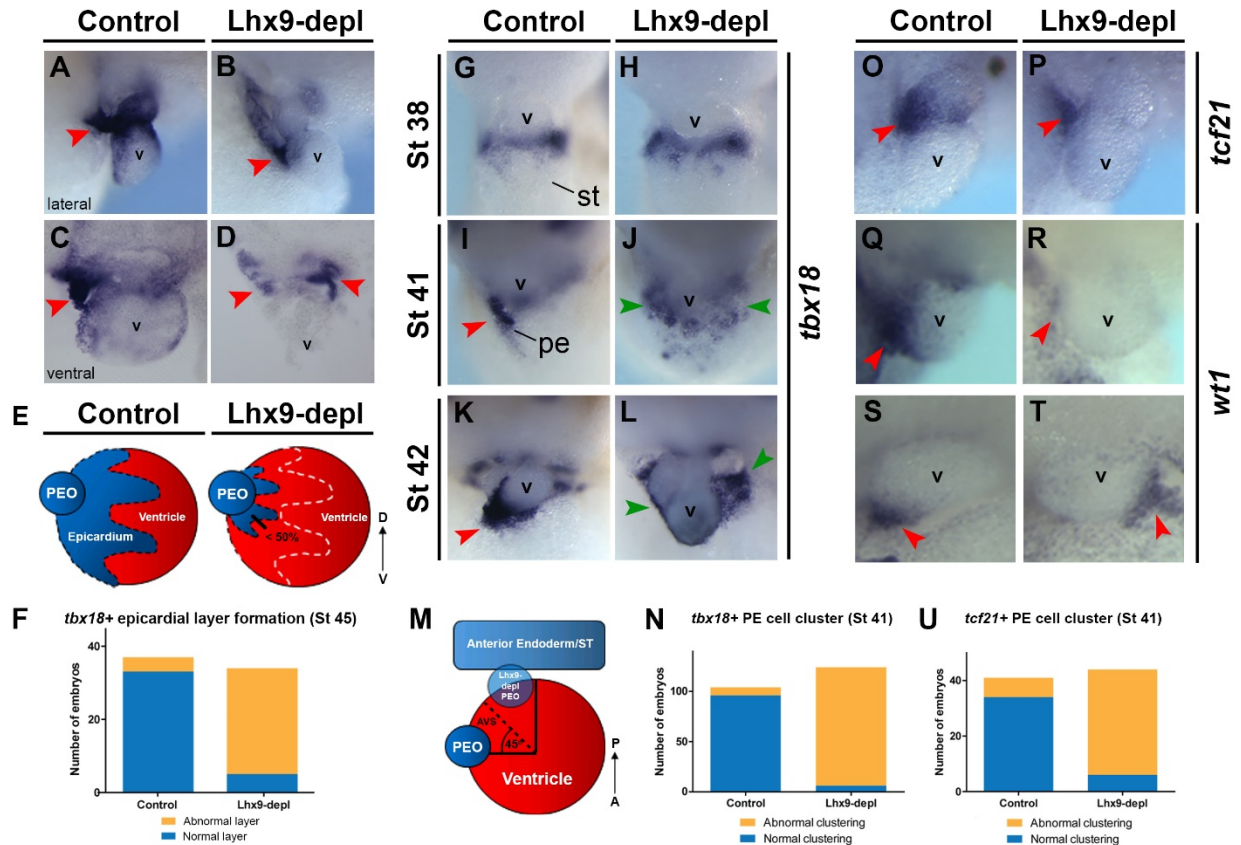 Control Lhx9-depl Control Lhx9-depl Control Lhx9-depl
A B
v v
lateral
C D
v v
ventral
G H
v v
st
St 38
I J
v v
pe
St 41
K L
v v
St 42
tbx18
O P
v v
tcf21
Q R
v v
S T
v v
wt1
E Control Lhx9-depl
PEO Ventricle Epicardium
PEO Ventricle < 50%
D
V
F tbx18+ epicardial layer formation (St 45)
Number of embryos
40
20
0
Control Lhx9-depl
Abnormal layer
Normal layer
M
Anterior Endoderm/ST
Lhx9-
depl
PEO
AVS
PEO 45°
Ventricle
P
A
N tbx18+ PE cell cluster (St 41)
Number of embryos
100
50
0
Control Lhx9-depl
Abnormal clustering
Normal clustering
U tcf21+ PE cell cluster (St 41)
Number of embryos
40
20
0
Control Lhx9-depl
Abnormal clustering
Normal clustering